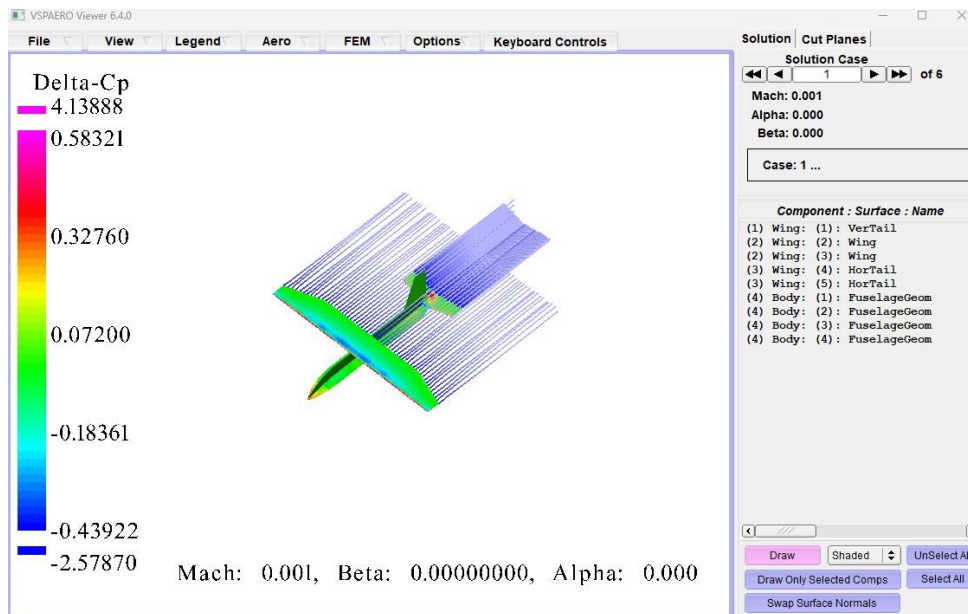 VSPAERO Viewer 6.4.0
File View Legend Aero FEM Options Keyboard Controls
Delta-Cp
4.13888
0.58321
0.32760
0.07200
-0.18361
-0.43922
-2.57870
Mach: 0.001, Beta: 0.00000000, Alpha: 0.000
Solution Cut Planes
Solution Case
1 of 6
Mach: 0.001
Alpha: 0.000
Beta: 0.000
Case: 1 ...
Component : Surface : Name
(1) Wing: (1): VerTail
(2) Wing: (2): Wing
(2) Wing: (3): Wing
(3) Wing: (4): HorTail
(3) Wing: (5): HorTail
(4) Body: (1): FuselageGeom
(4) Body: (2): FuselageGeom
(4) Body: (3): FuselageGeom
(4) Body: (4): FuselageGeom
Draw Shaded UnSelect Al
Draw Only Selected Comps Select All
Swap Surface Normals